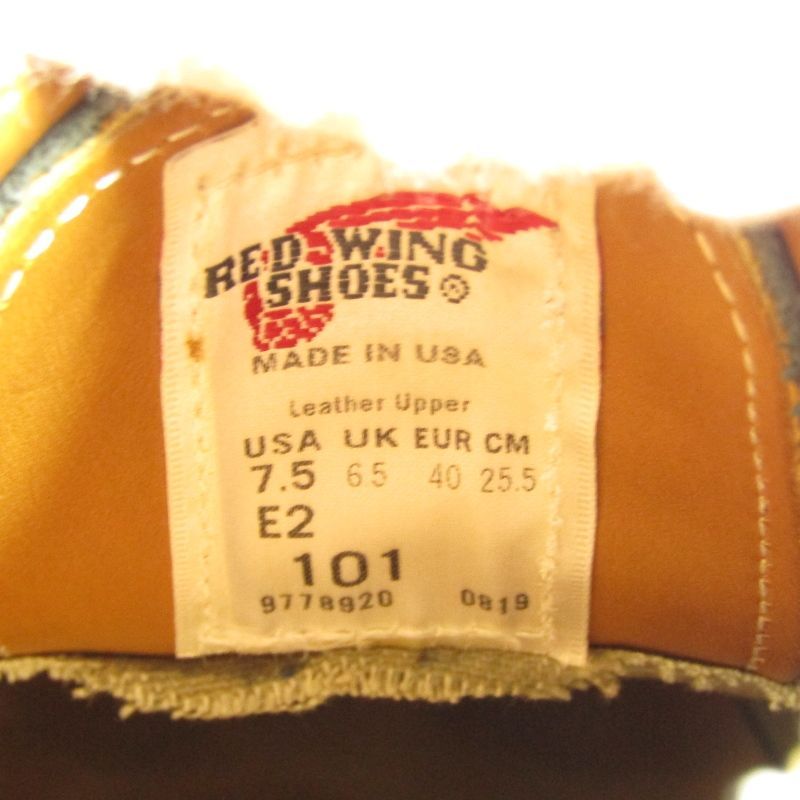 RED WING
SHOES ®
MADE IN USA
Leather Upper
USA UK EUR CM
7.5 6.5 40 25.5
E2
101
9778920 0819